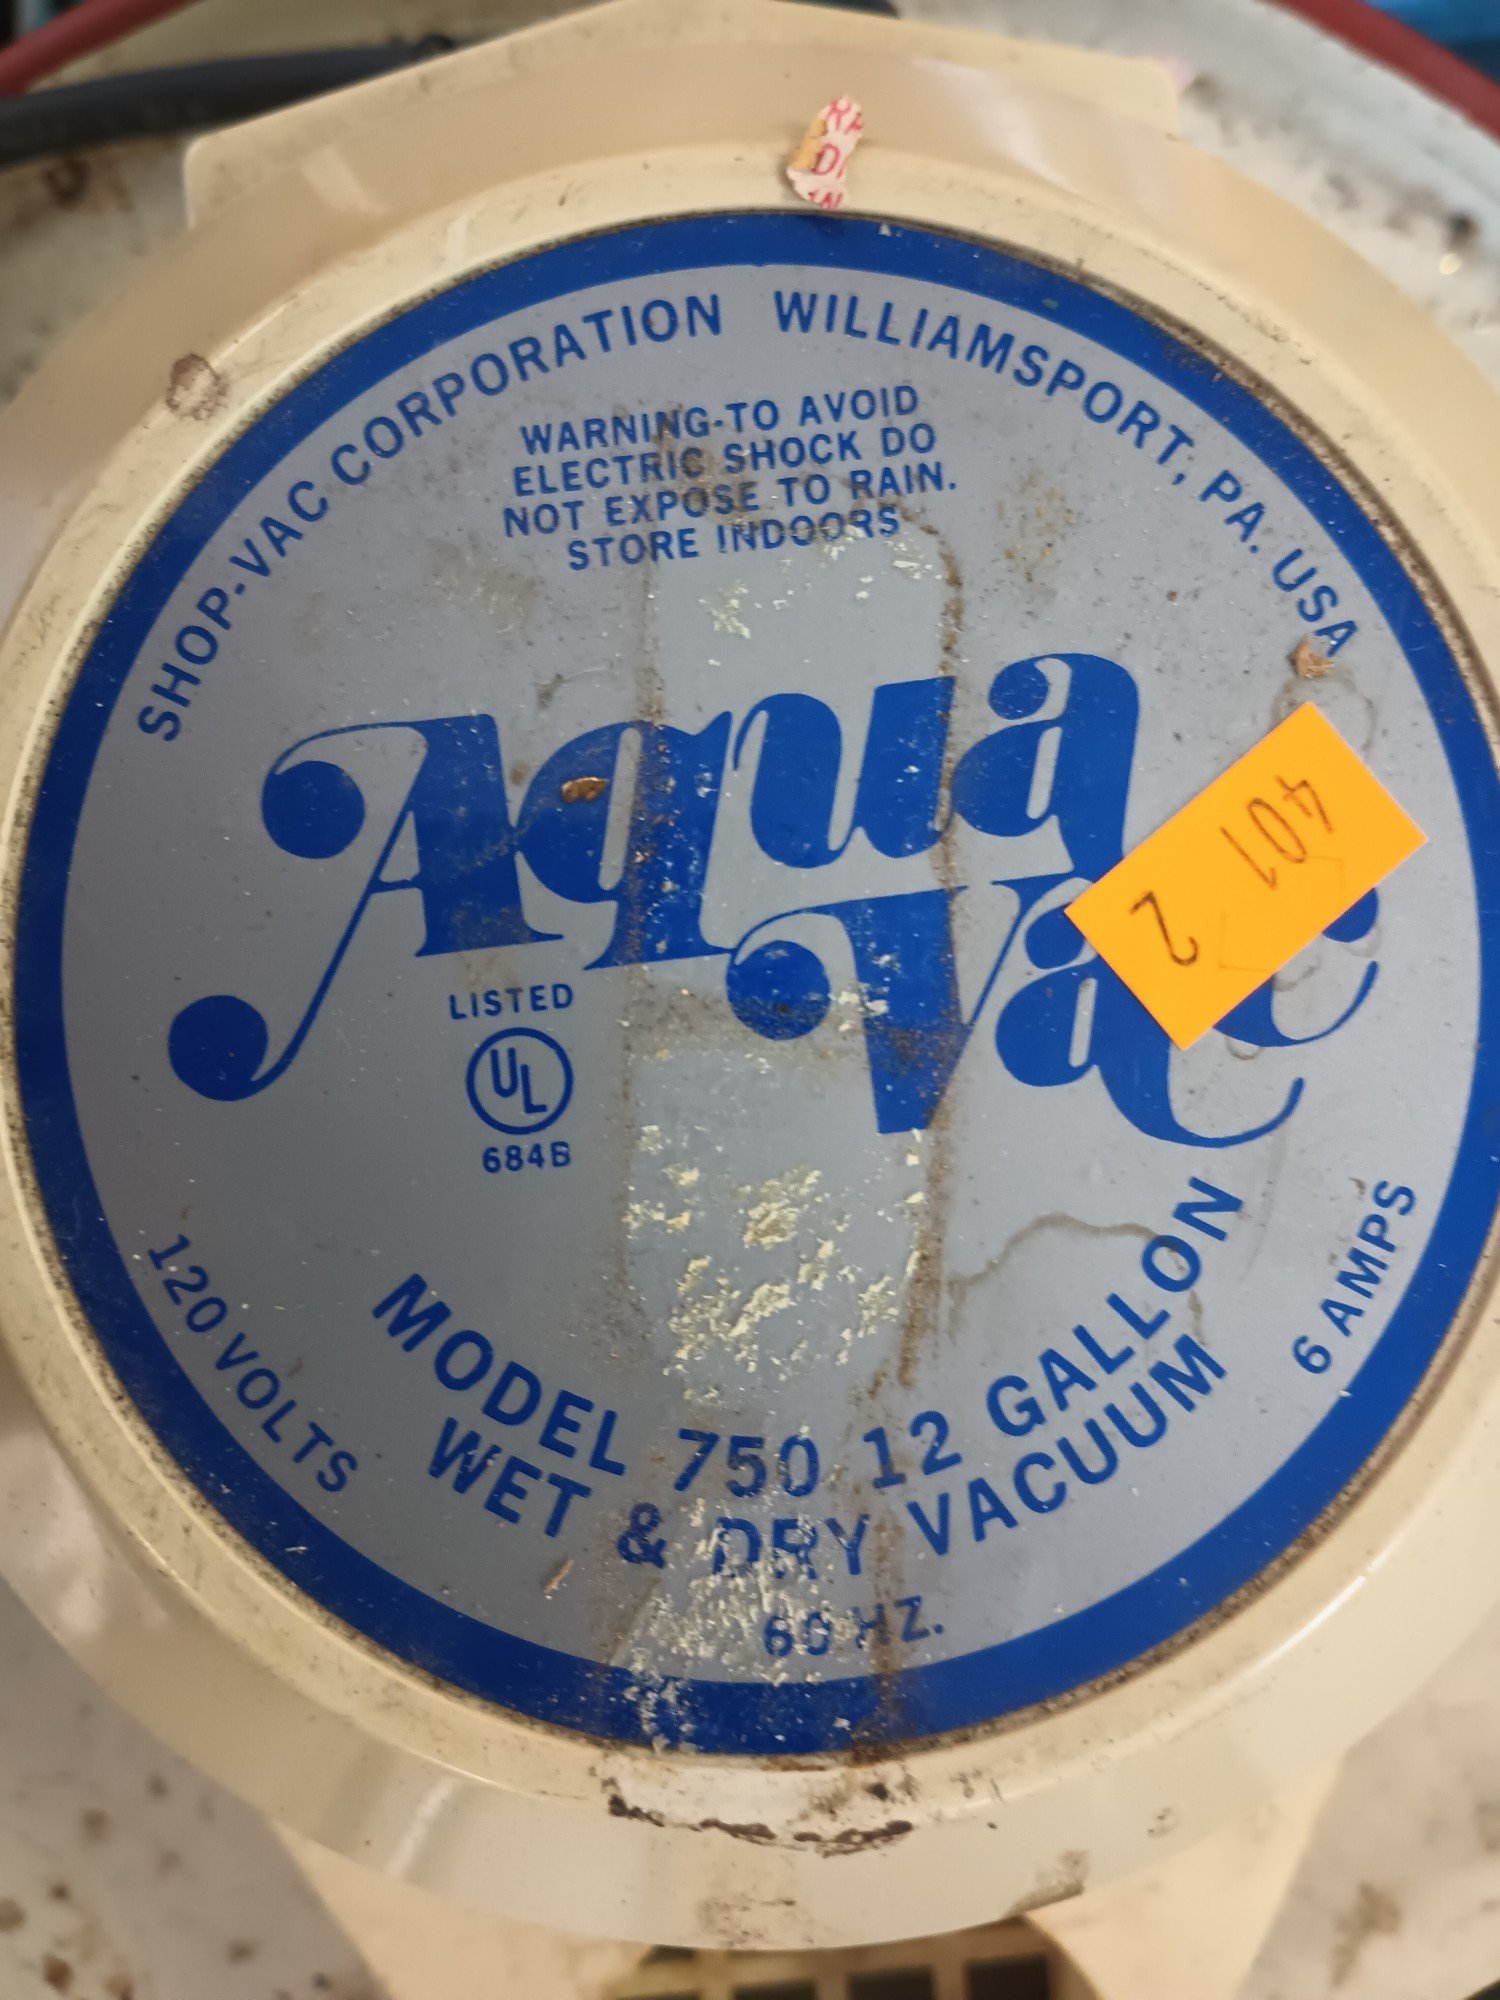 SHOP-VAC CORPORATION WILLIAMSPORT, PA. USA
WARNING-TO AVOID
ELECTRIC SHOCK DO
NOT EXPOSE TO RAIN.
STORE INDOORS
Aqua
Vac
401
2
LISTED
UL
684B
MODEL 750 12 GALLON
WET & DRY VACUUM
120 VOLTS
6 AMPS
60 HZ.